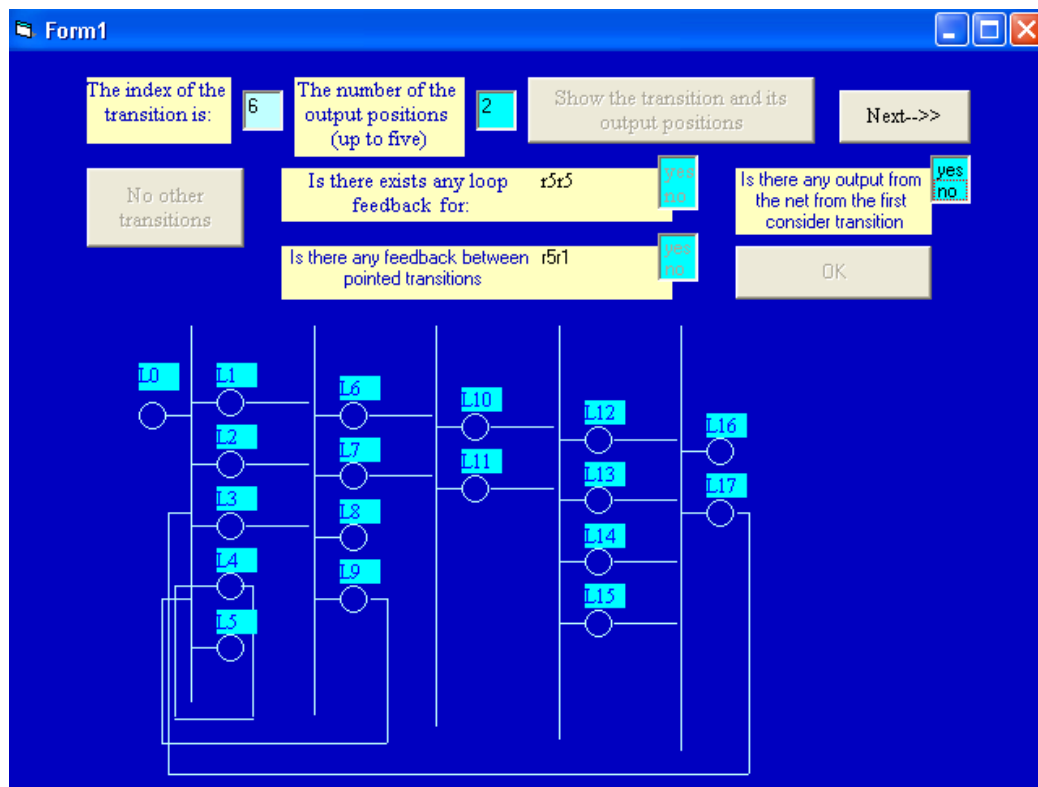 Form1
The index of the
transition is:
6
The number of the
output positions
(up to five)
2
Show the transition and its
output positions
Next-->>
No other
transitions
Is there exists any loop
feedback for:
r5r5
yes
no
Is there any output from
the net from the first
consider transition
yes
no
Is there any feedback between
pointed transitions
r5r1
yes
no
OK
L0
L1
L2
L3
L4
L5
L6
L7
L8
L9
L10
L11
L12
L13
L14
L15
L16
L17